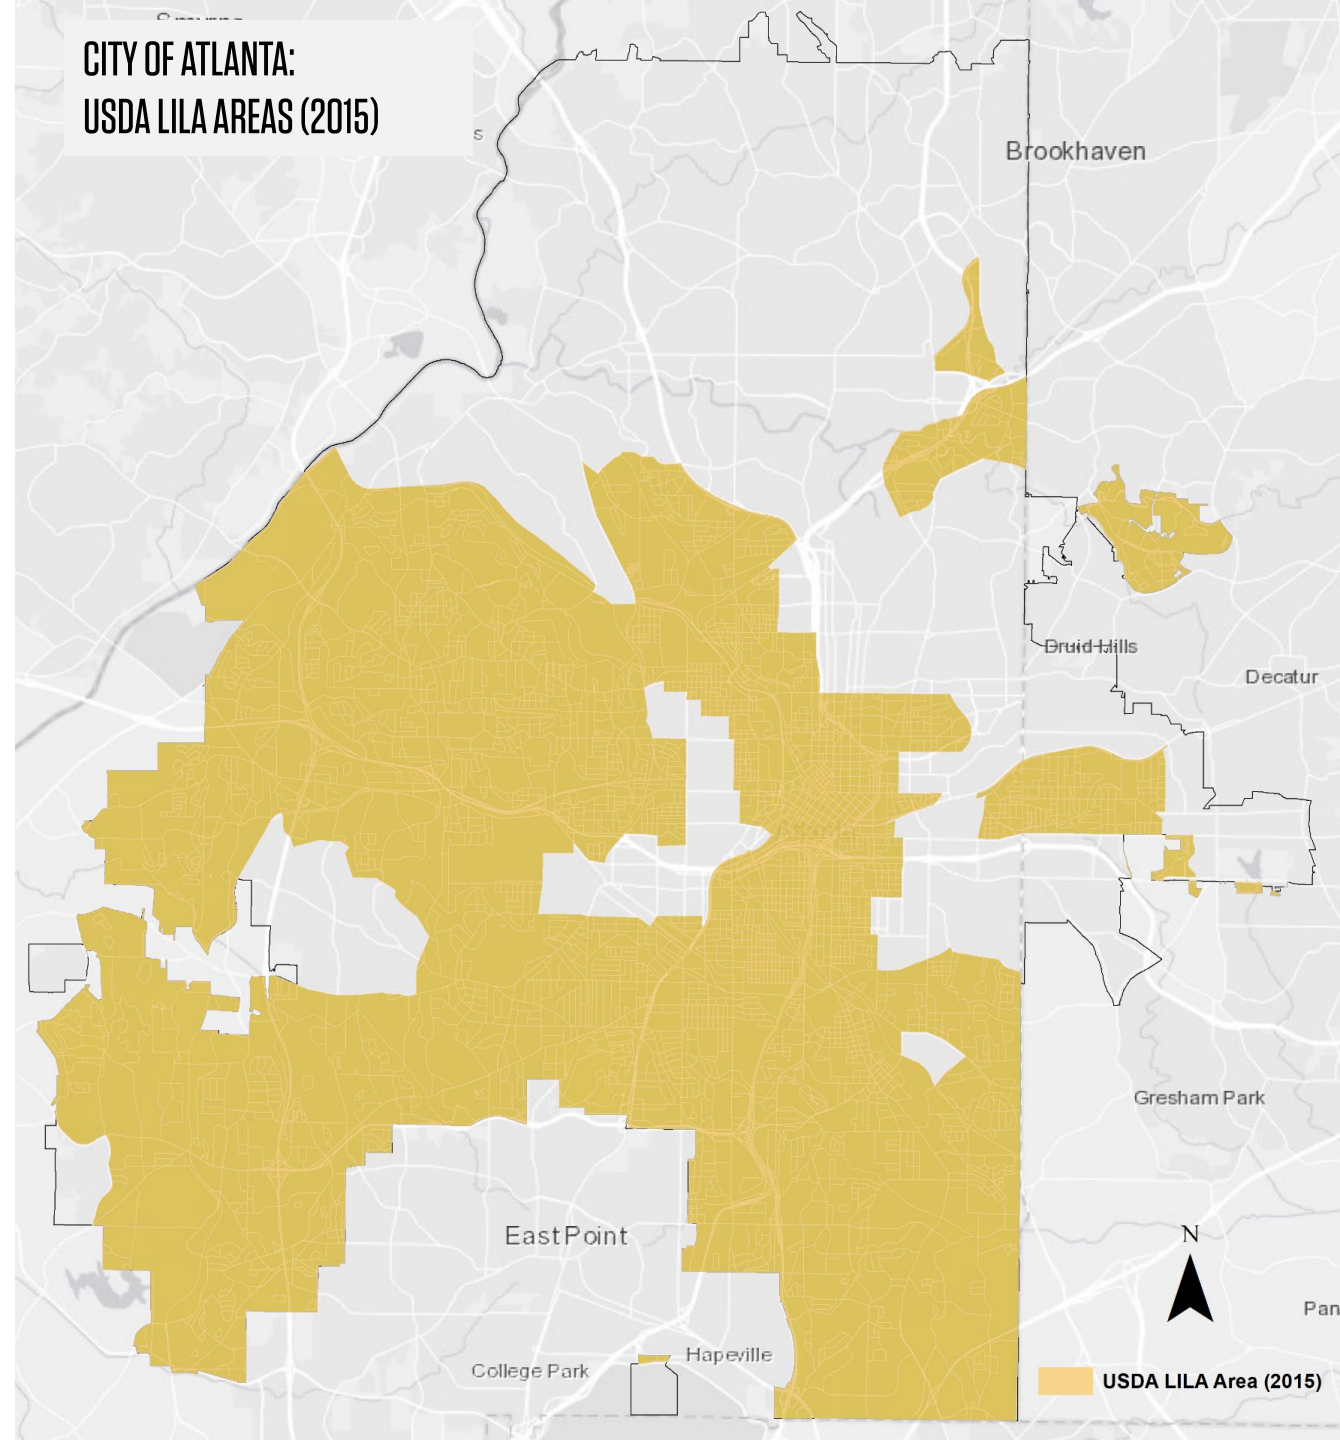 CITY OF ATLANTA:
USDA LILA AREAS (2015)
Brookhaven
Druid Hills
Decatur
Gresham Park
East Point
N
Pan
Hapeville
College Park
USDA LILA Area (2015)